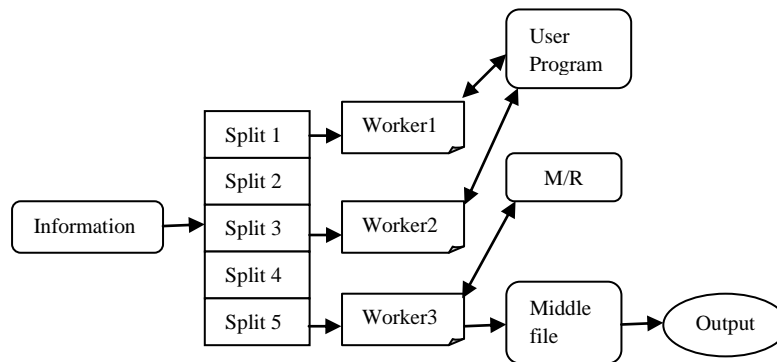 User
Program
Split 1
Worker1
Split 2
M/R
Information
Split 3
Worker2
Split 4
Split 5
Worker3
Middle
file
Output